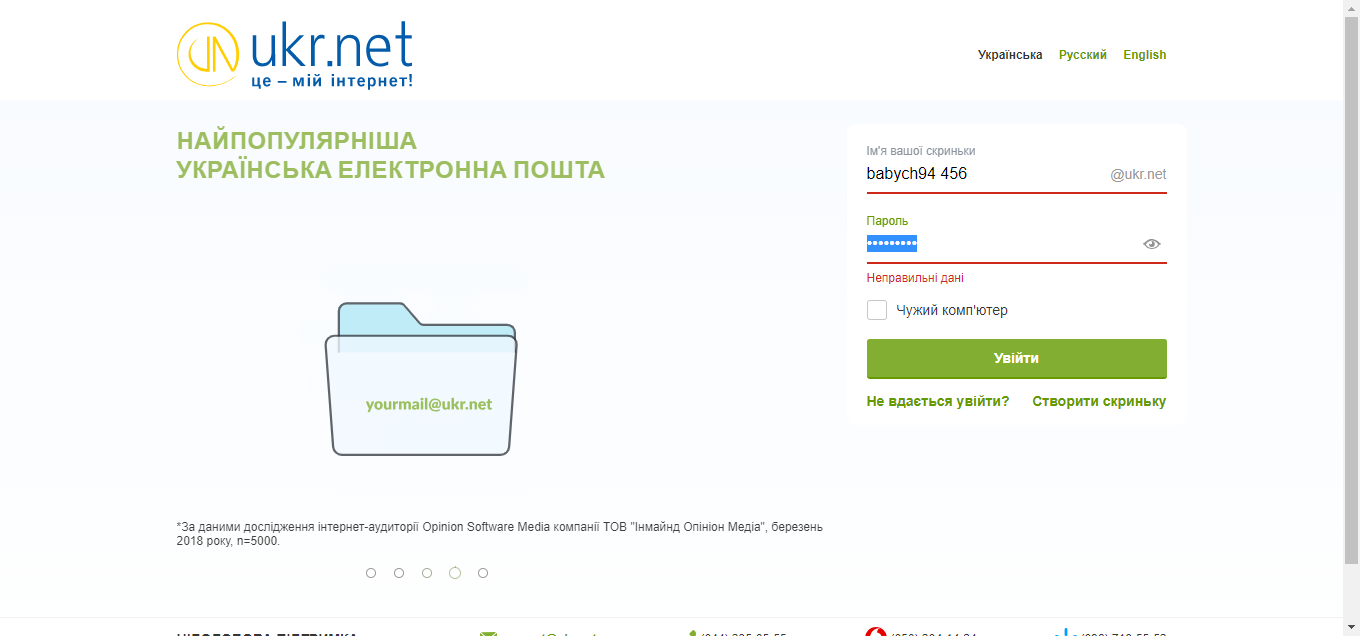 ukr.net
це – мій інтернет!
Українська Русский English
НАЙПОПУЛЯРНІША
УКРАЇНСЬКА ЕЛЕКТРОННА ПОШТА
Ім'я вашої скриньки
babych94 456 @ukr.net
Пароль
Неправильні дані
Чужий комп'ютер
Увійти
Не вдається увійти? Створити скриньку
yourmail@ukr.net
*За даними дослідження інтернет-аудиторії Opinion Software Media компанії ТОВ "Інмайнд Опініон Медіа", березень
2018 року, n=5000.